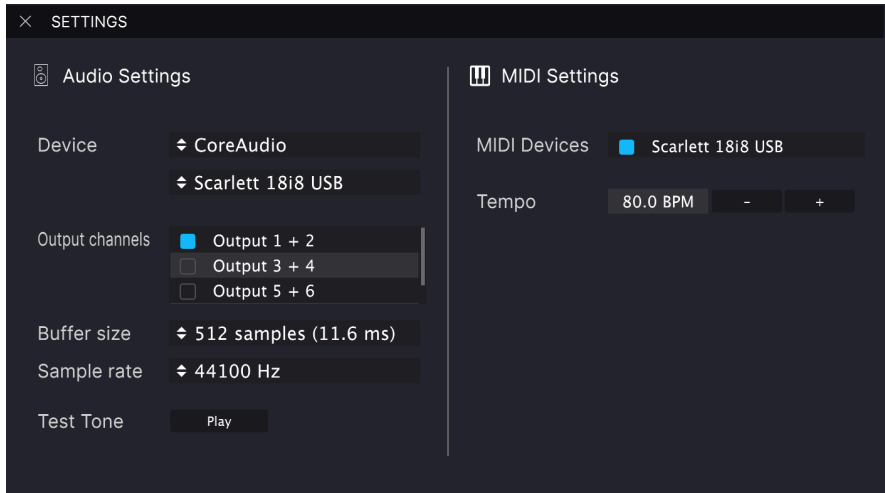 SETTINGS
Audio Settings
Device
CoreAudio
Scarlett 18i8 USB
Output channels
Output 1 + 2
Output 3 + 4
Output 5 + 6
Buffer size
512 samples (11.6 ms)
Sample rate
44100 Hz
Test Tone
Play
MIDI Settings
MIDI Devices
Scarlett 18i8 USB
Tempo
80.0 BPM
-
+